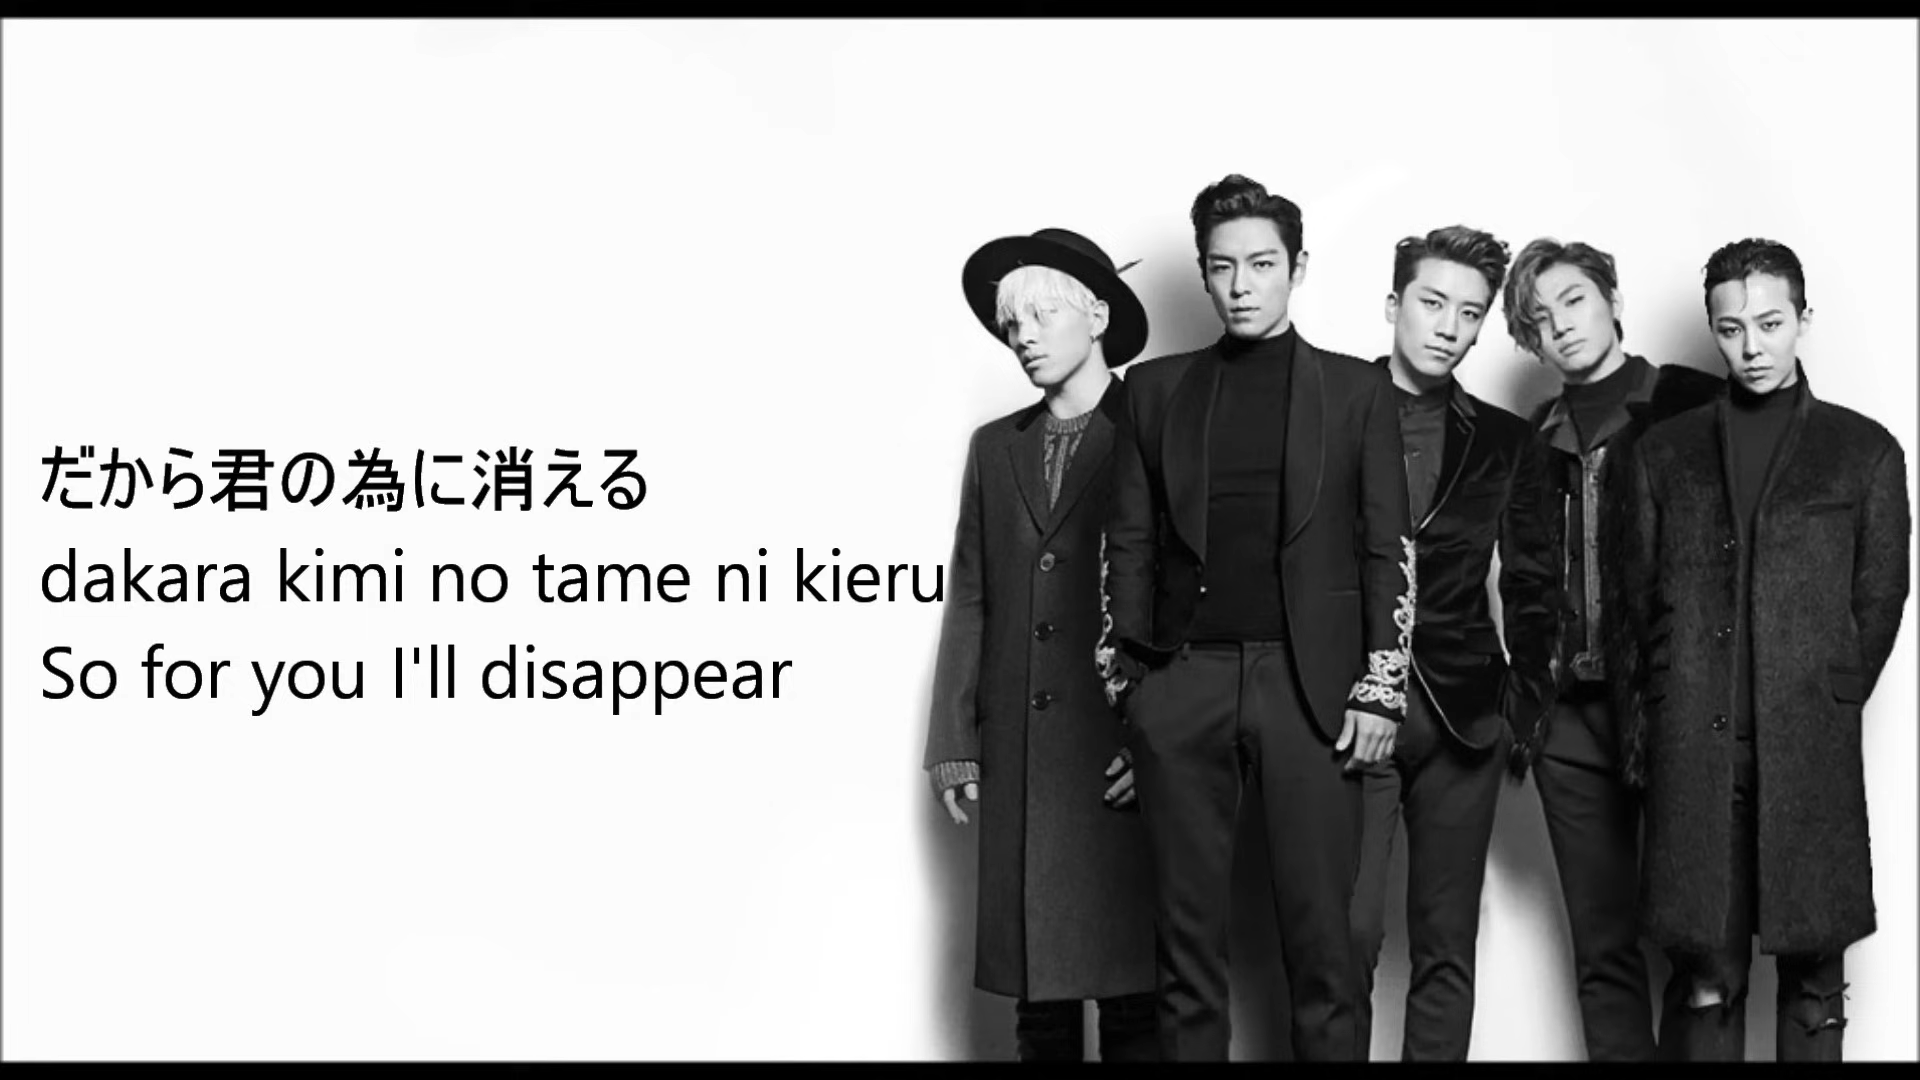 だから君の為に消える
dakara kimi no tame ni kieru
So for you I'll disappear